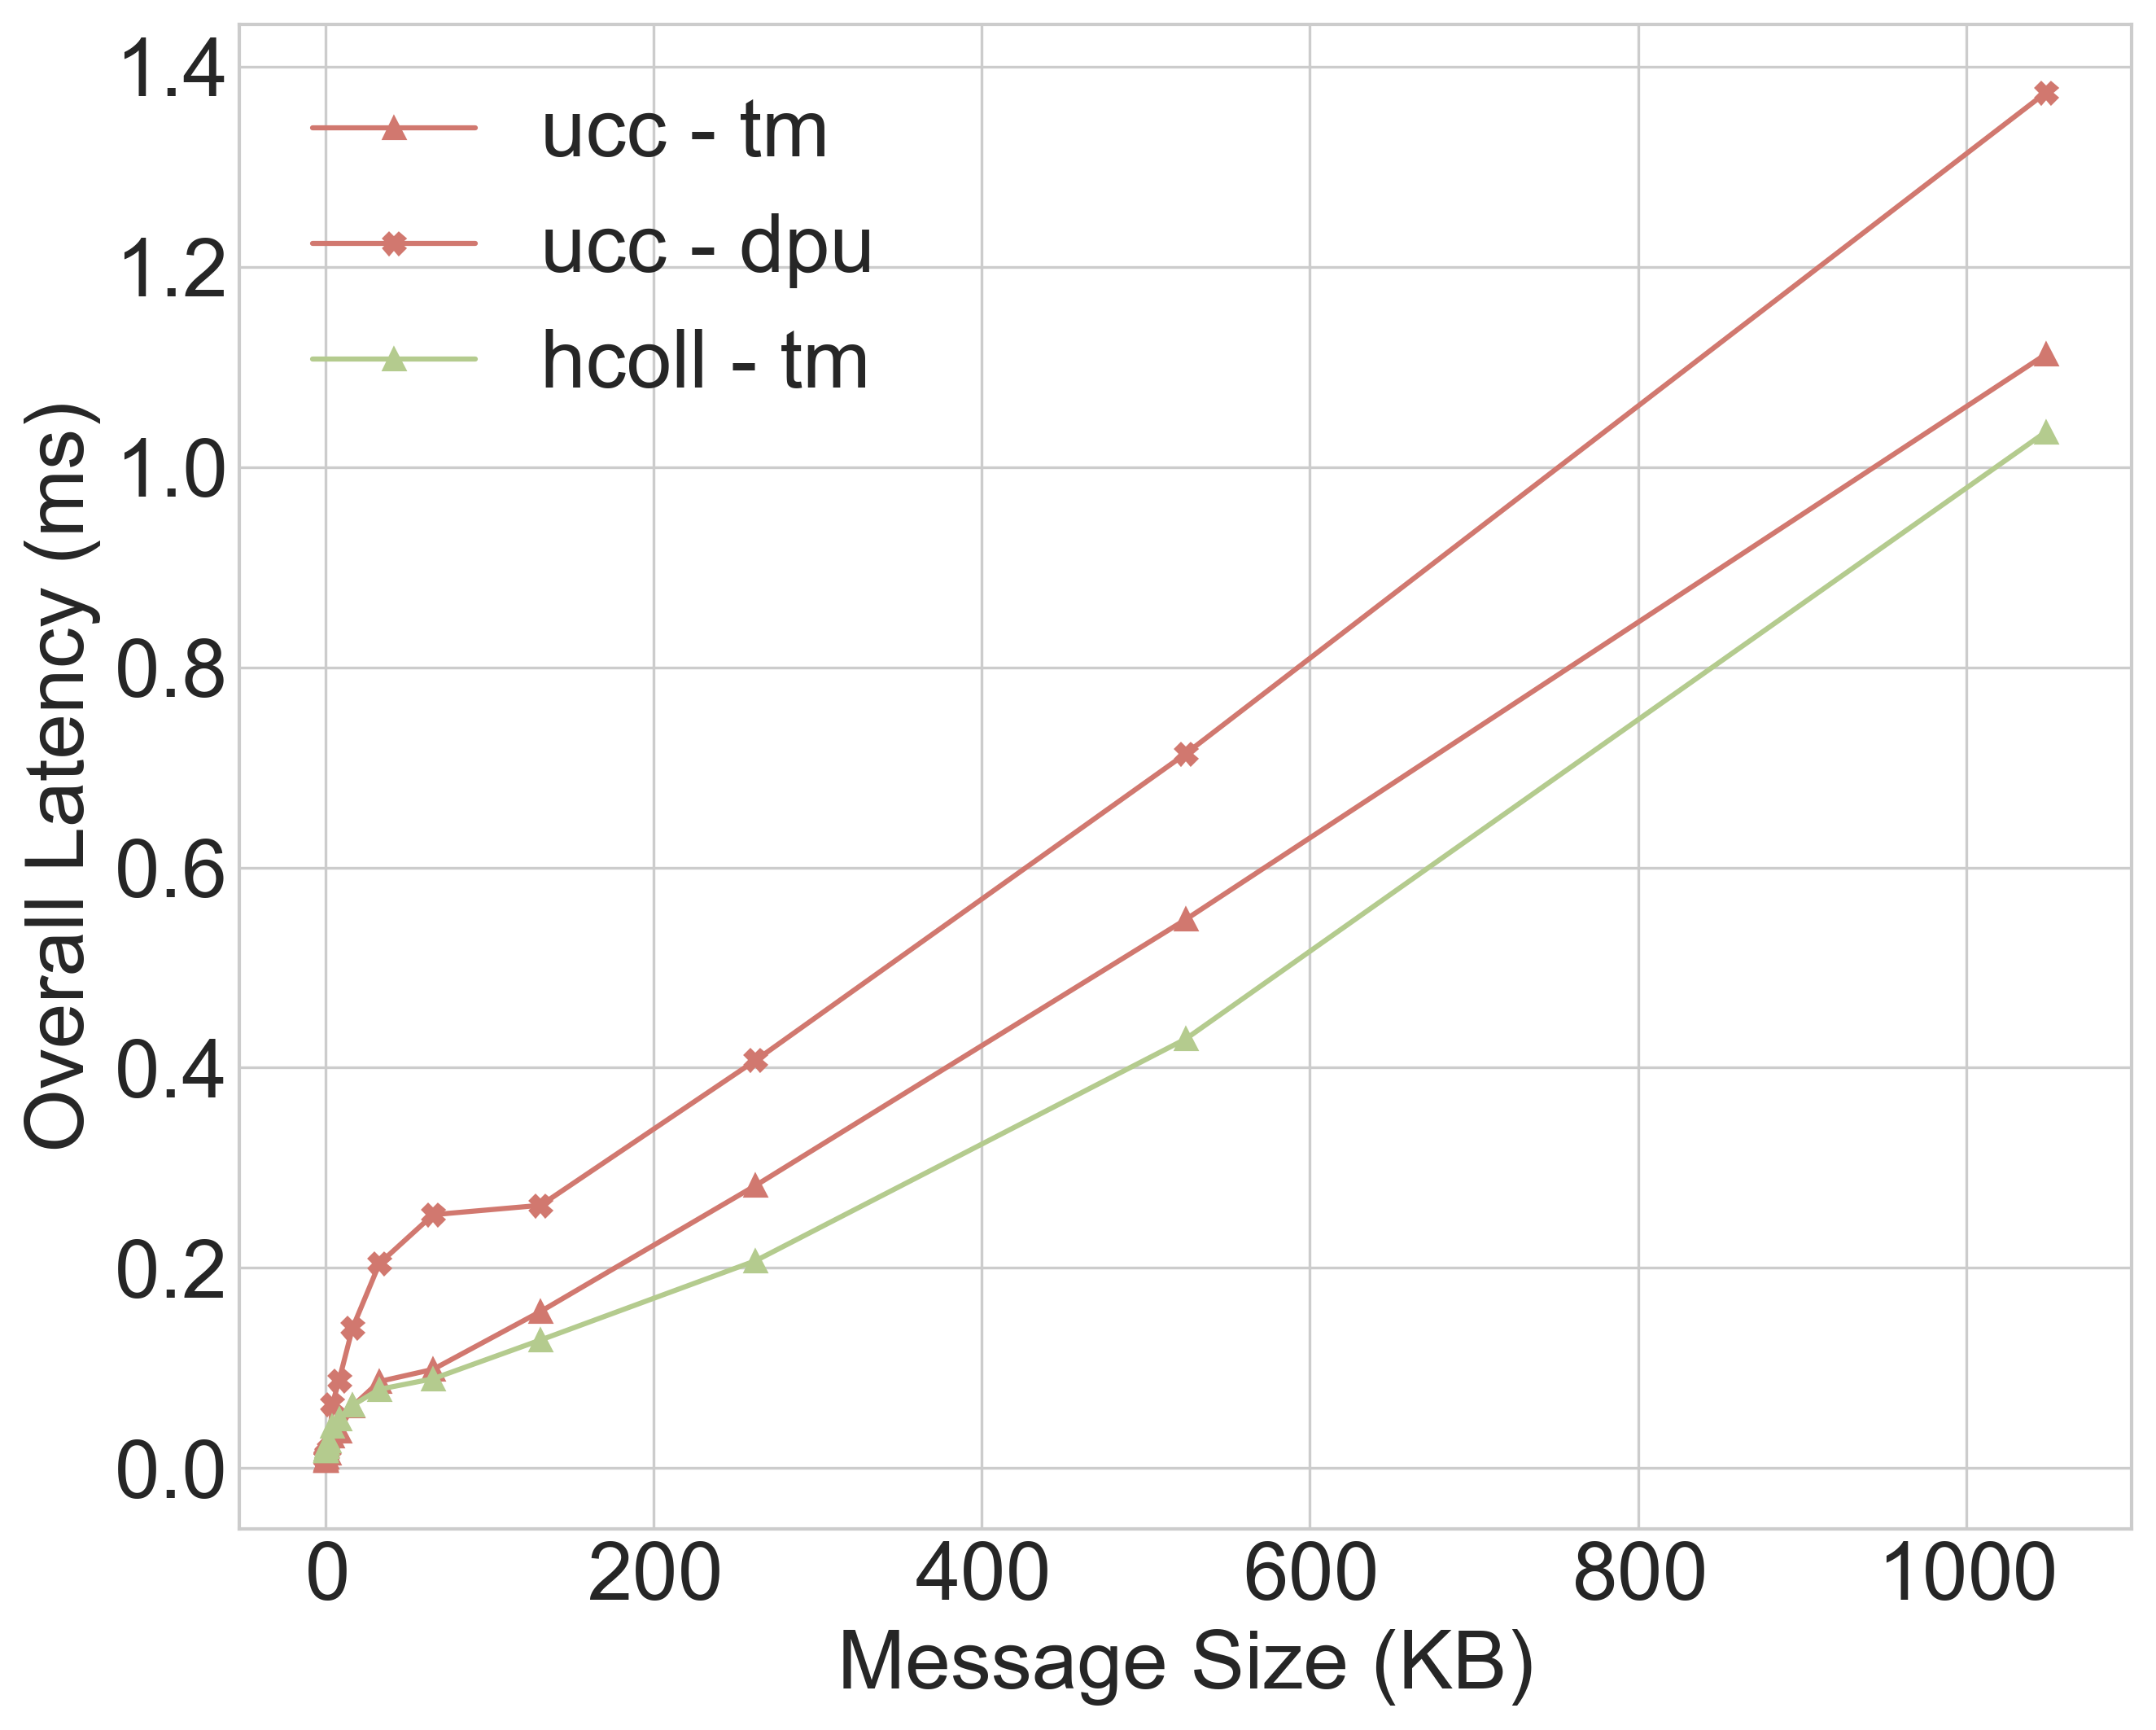 1.4
1.2
1.0
0.8
0.6
0.4
0.2
0.0
Overall Latency (ms)
ucc - tm
ucc - dpu
hcoll - tm
0 200 400 600 800 1000
Message Size (KB)